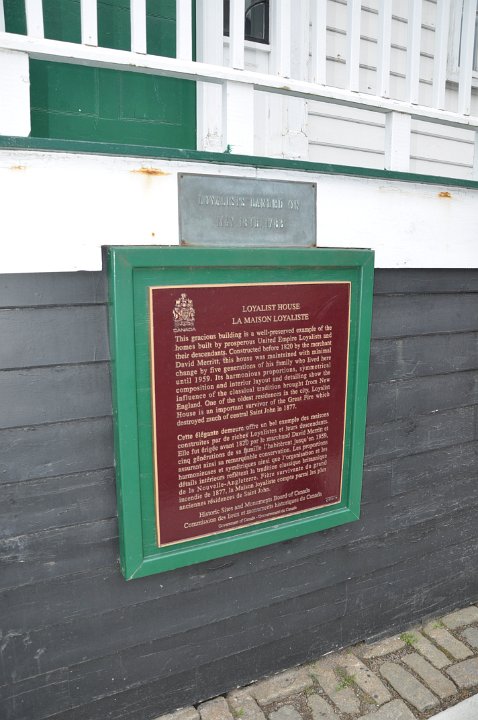 LOYALISTS LANDED ON
MAY 18TH 1783
CANADA
LOYALIST HOUSE
LA MAISON LOYALISTE
This gracious building is a well-preserved example of the
homes built by prosperous United Empire Loyalists and
their descendants. Constructed before 1820 by the merchant
David Merritt, this house was maintained with minimal
change by five generations of his family who lived here
until 1959. Its harmonious proportions, symmetrical
composition and interior layout and detailing show the
influence of the classical tradition brought from New
England. One of the oldest residences in the city, Loyalist
House is an important survivor of the Great Fire which
destroyed much of central Saint John in 1877.
Cette élégante demeure offre un bel exemple des maisons
construites par de riches Loyalistes et leurs descendants.
Elle fut érigée avant 1820 par le marchand David Merritt et
cinq générations de sa famille l'habitèrent jusqu'en 1959,
assurant ainsi sa remarquable conservation. Les proportions
harmonieuses et symétriques ainsi que l'organisation et les
détails intérieurs reflètent la tradition classique britannique
de la Nouvelle-Angleterre. Filière survivante du grand
incendie de 1877, la Maison loyaliste compte parmi les plus
anciennes résidences de Saint John.
Historic Sites and Monuments Board of Canada
Commission des lieux et monuments historiques du Canada
Government of Canada - Gouvernement du Canada